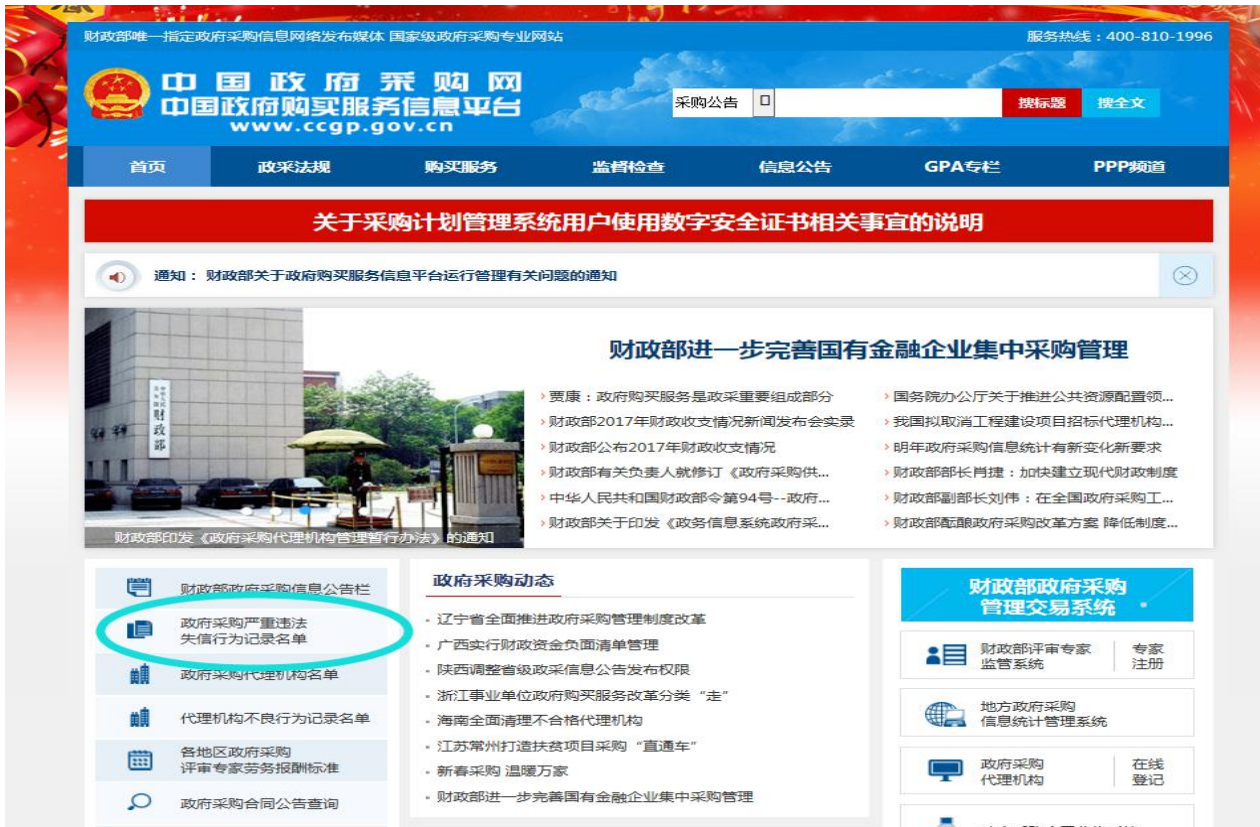 财政部唯一指定政府采购信息网络发布媒体 国家级政府采购专业网站
服务热线：400-810-1996
中国政府采购网
中国政府购买服务信息平台
www.ccgp.gov.cn
采购公告
搜标题
搜全文
首页 政采法规 购买服务 监督检查 信息公告 GPA专栏 PPP频道
关于采购计划管理系统用户使用数字安全证书相关事宜的说明
通知： 财政部关于政府购买服务信息平台运行管理有关问题的通知
财政部
财政部印发《政府采购代理机构管理暂行办法》的通知
财政部进一步完善国有金融企业集中采购管理
贾康：政府购买服务是政采重要组成部分
财政部2017年财政收支情况新闻发布会实录
财政部公布2017年财政收支情况
财政部有关负责人就修订《政府采购供...
中华人民共和国财政部令第94号--政府...
财政部关于印发《政务信息系统政府采...
国务院办公厅关于推进公共资源配置领...
我国拟取消工程建设项目招标代理机构...
明年政府采购信息统计有新变化新要求
财政部部长肖捷：加快建立现代财政制度
财政部副部长刘伟：在全国政府采购工...
财政部酝酿政府采购改革方案 降低制度...
财政部政府采购信息公告栏
政府采购严重违法
失信行为记录名单
政府采购代理机构名单
代理机构不良行为记录名单
各地区政府采购
评审专家劳务报酬标准
政府采购合同公告查询
政府采购动态
辽宁省全面推进政府采购管理制度改革
广西实行财政资金负面清单管理
陕西调整省级政采信息公告发布权限
浙江事业单位政府购买服务改革分类“走”
海南全面清理不合格代理机构
江苏常州打造扶贫项目采购“直通车”
新春采购 温暖万家
财政部进一步完善国有金融企业集中采购管理
财政部政府采购
管理交易系统
财政部评审专家
监管系统
专家
注册
地方政府采购
信息统计管理系统
政府采购
代理机构
在线
登记